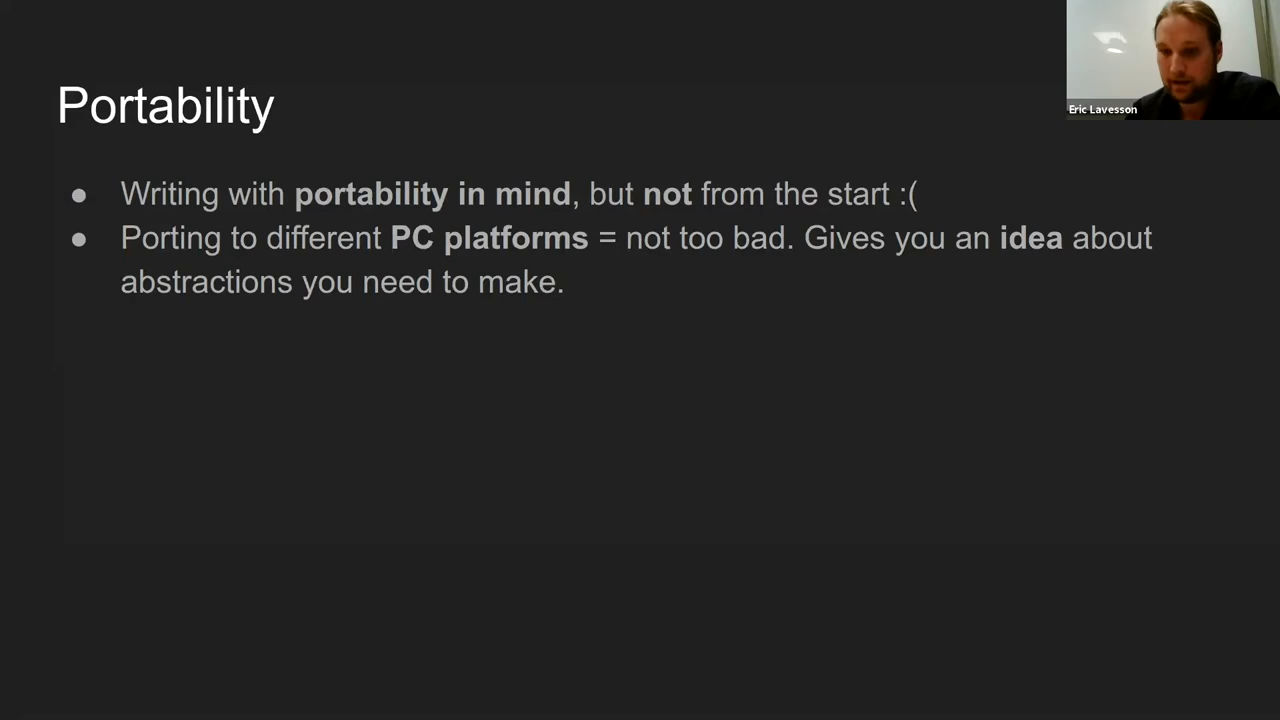 Portability
Eric Lavesson
● Writing with portability in mind, but not from the start :(
● Porting to different PC platforms = not too bad. Gives you an idea about
abstractions you need to make.